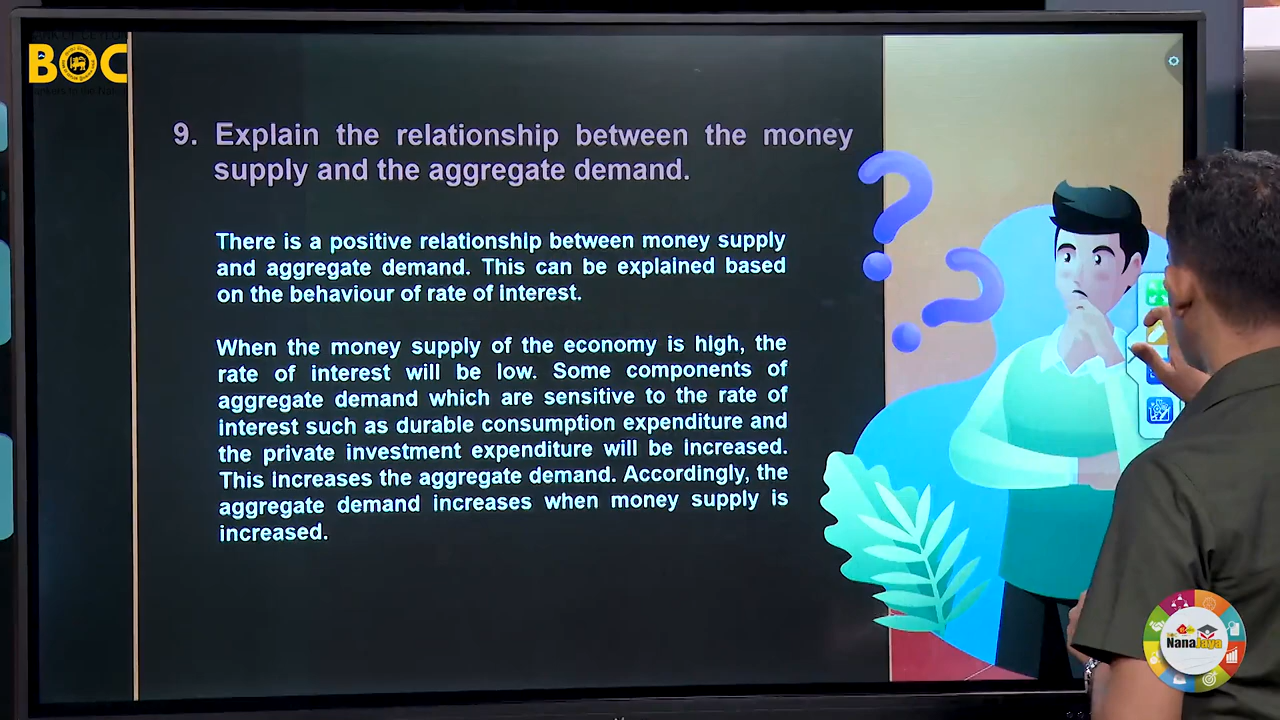 BOC
9. Explain the relationship between the money
supply and the aggregate demand.
There is a positive relationship between money supply
and aggregate demand. This can be explained based
on the behaviour of rate of interest.
When the money supply of the economy is high, the
rate of interest will be low. Some components of
aggregate demand which are sensitive to the rate of
interest such as durable consumption expenditure and
the private investment expenditure will be increased.
This increases the aggregate demand. Accordingly, the
aggregate demand increases when money supply is
increased.
NanaJaya